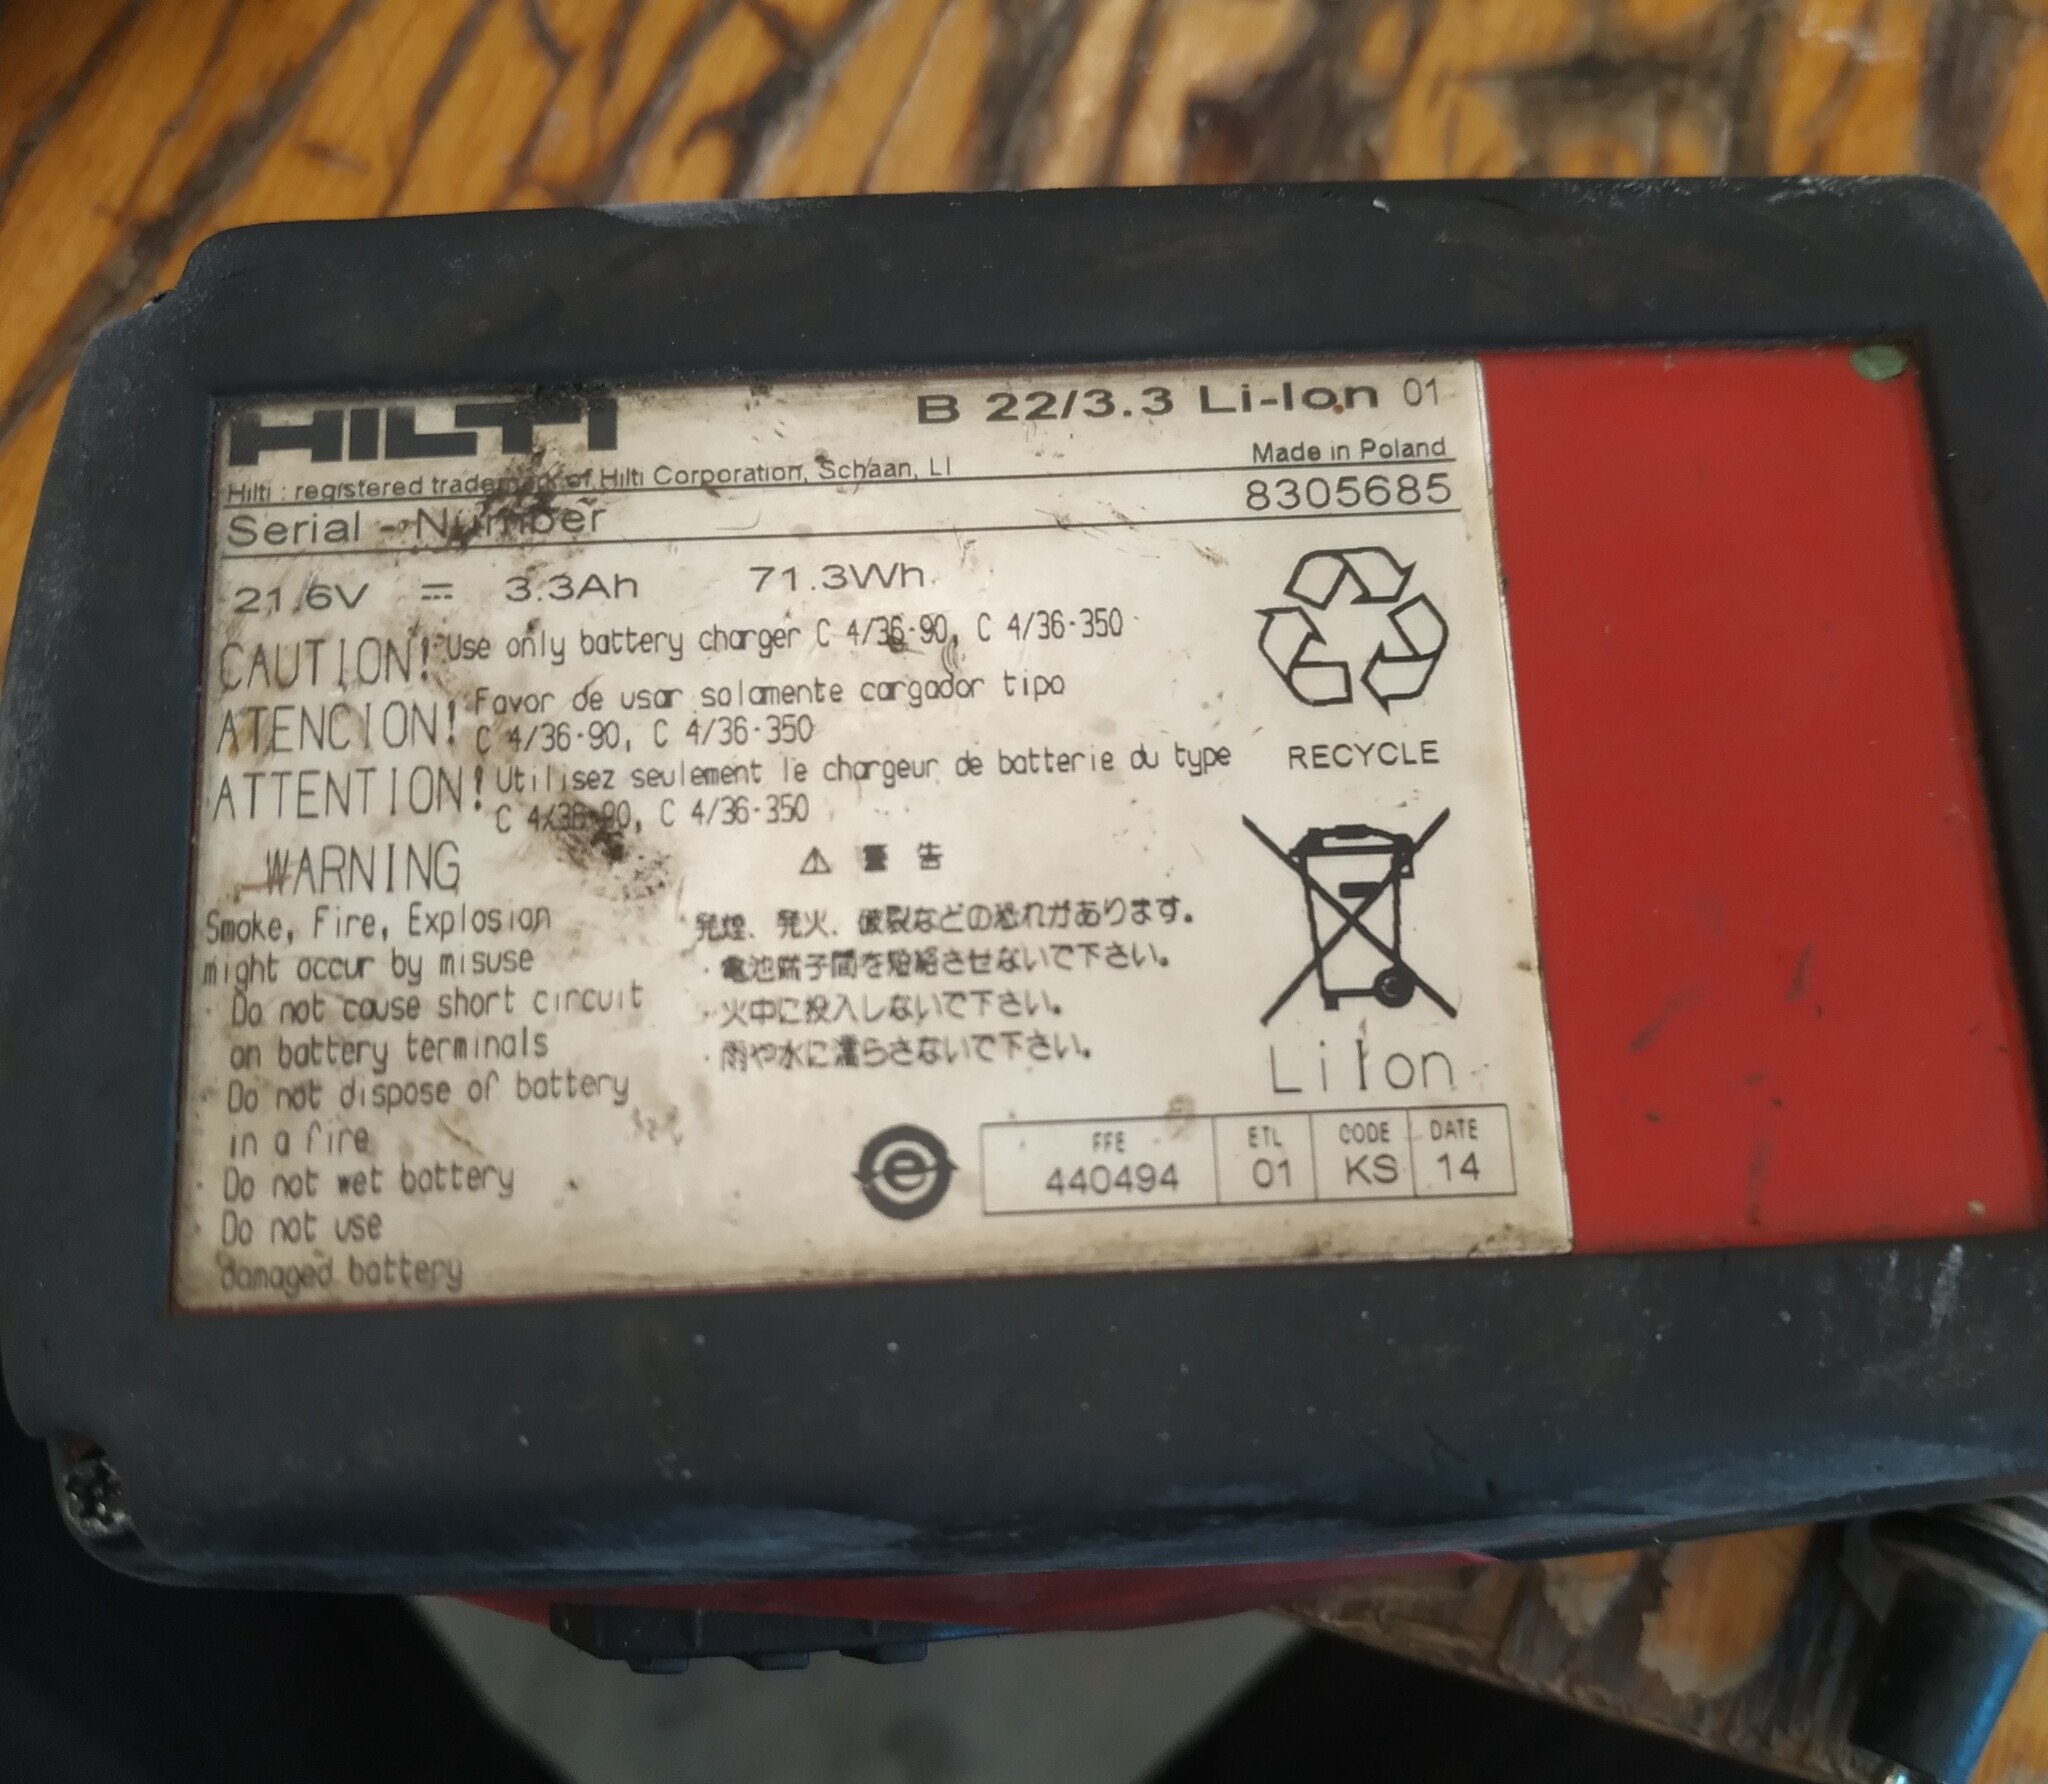 HILTI
B 22/3.3 Li-Ion 01
Hilti : registered trademark of Hilti Corporation, Schaan, LI
Made in Poland
Serial - Number
8305685
21.6V ⎓ 3.3Ah 71.3Wh
CAUTION! Use only battery charger C 4/36-90, C 4/36-350
ATENCION! Favor de usar solamente cargador tipo
C 4/36-90, C 4/36-350
ATTENTION! Utilisez seulement le chargeur de batterie du type
C 4/36-90, C 4/36-350
RECYCLE
WARNING
Smoke, Fire, Explosion
might occur by misuse
· Do not cause short circuit
on battery terminals
· Do not dispose of battery
in a fire
· Do not wet battery
· Do not use
damaged battery
⚠ 警告
発煙、発火、破裂などの恐れがあります。
・電池端子間を短絡させないで下さい。
・火中に投入しないで下さい。
・雨や水に濡らさないで下さい。
Li Ion
e
FFE ETL CODE DATE
440494 01 KS 14